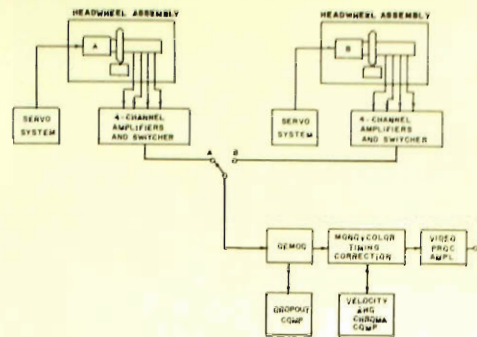 HEADWHEEL ASSEMBLY
HEADWHEEL ASSEMBLY
A
B
SERVO
SYSTEM
4-CHANNEL
AMPLIFIERS
AND SWITCHER
SERVO
SYSTEM
4-CHANNEL
AMPLIFIERS
AND SWITCHER
A
B
DEMOD
MONO+COLOR
TIMING
CORRECTION
VIDEO
PROC
AMPL
DROPOUT
COMP
VELOCITY
AND
CHROMA
COMP